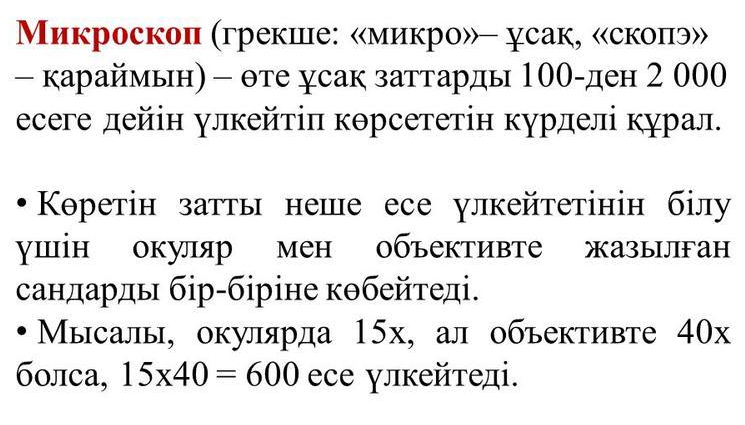 Микроскоп (грекше: «микро»– ұсақ, «скопэ»
– қараймын) – өте ұсақ заттарды 100-ден 2 000
есеге дейін үлкейтіп көрсететін күрделі құрал.
• Көретін затты неше есе үлкейтетінін білу
үшін окуляр мен объективте жазылған
сандарды бір-біріне көбейтеді.
• Мысалы, окулярда 15х, ал объективте 40х
болса, 15х40 = 600 есе үлкейтеді.